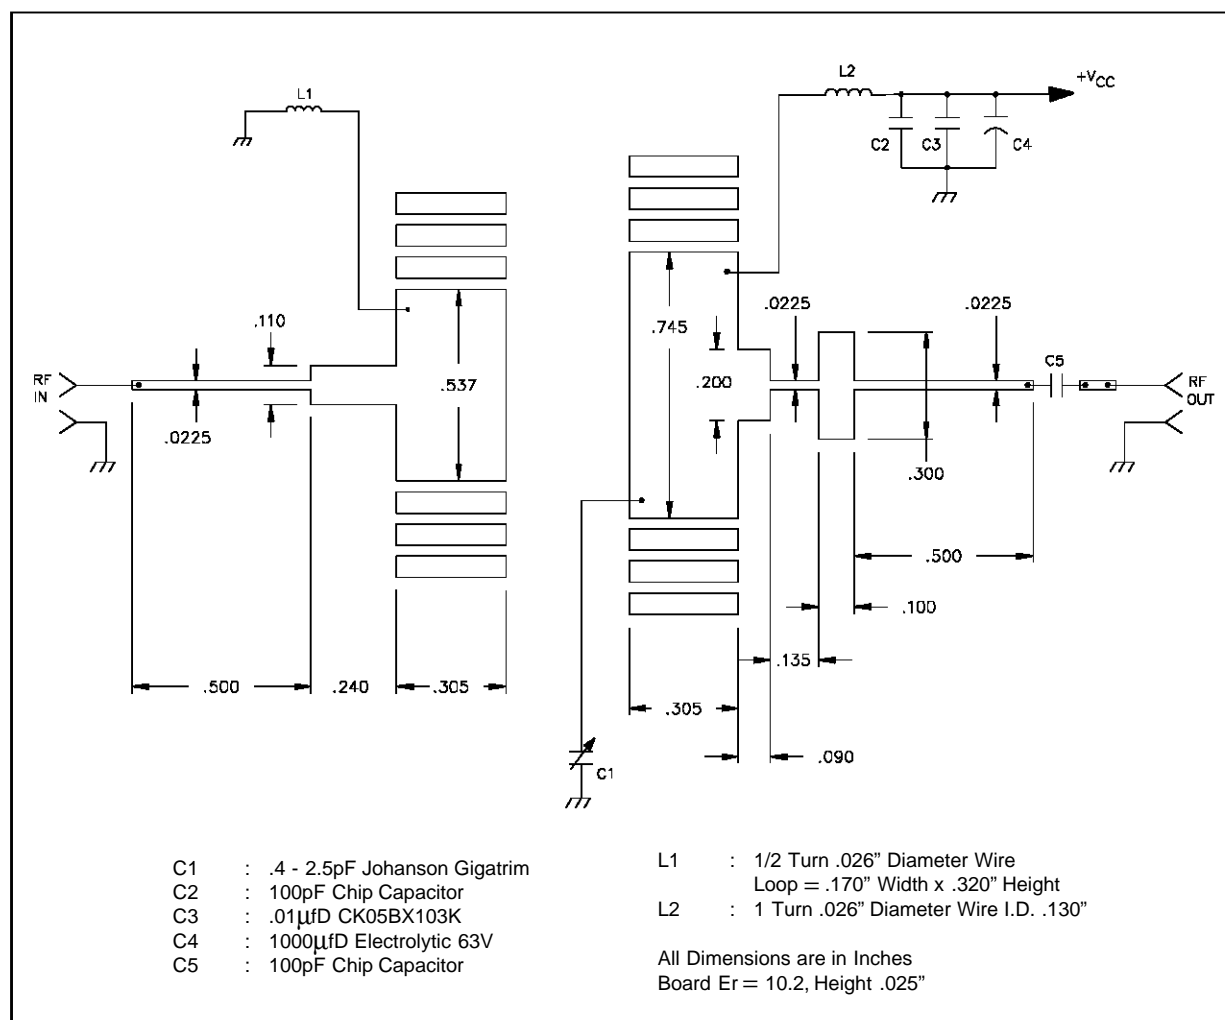 L1
L2
+VCC
C2
C3
C4
.110
.0225
.0225
.745
C5
RF
IN
.537
.200
RF
OUT
.0225
.300
.500
.100
.135
.500
.240
.305
.305
.090
C1
C1 : .4 - 2.5pF Johanson Gigatrim
C2 : 100pF Chip Capacitor
C3 : .01μfD CK05BX103K
C4 : 1000μfD Electrolytic 63V
C5 : 100pF Chip Capacitor
L1 : 1/2 Turn .026” Diameter Wire
Loop = .170” Width x .320” Height
L2 : 1 Turn .026” Diameter Wire I.D. .130”
All Dimensions are in Inches
Board Er = 10.2, Height .025”